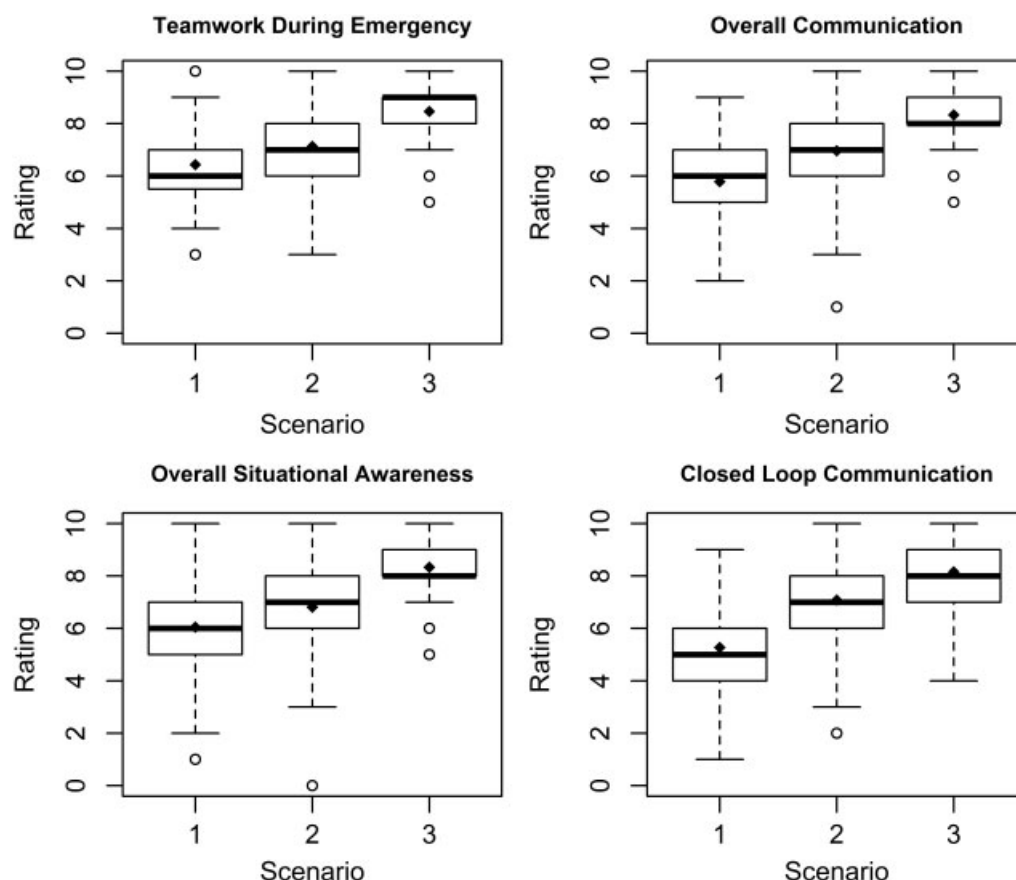 Teamwork During Emergency
Rating
0 2 4 6 8 10
1 2 3
Scenario
Overall Communication
Rating
0 2 4 6 8 10
1 2 3
Scenario
Overall Situational Awareness
Rating
0 2 4 6 8 10
1 2 3
Scenario
Closed Loop Communication
Rating
0 2 4 6 8 10
1 2 3
Scenario